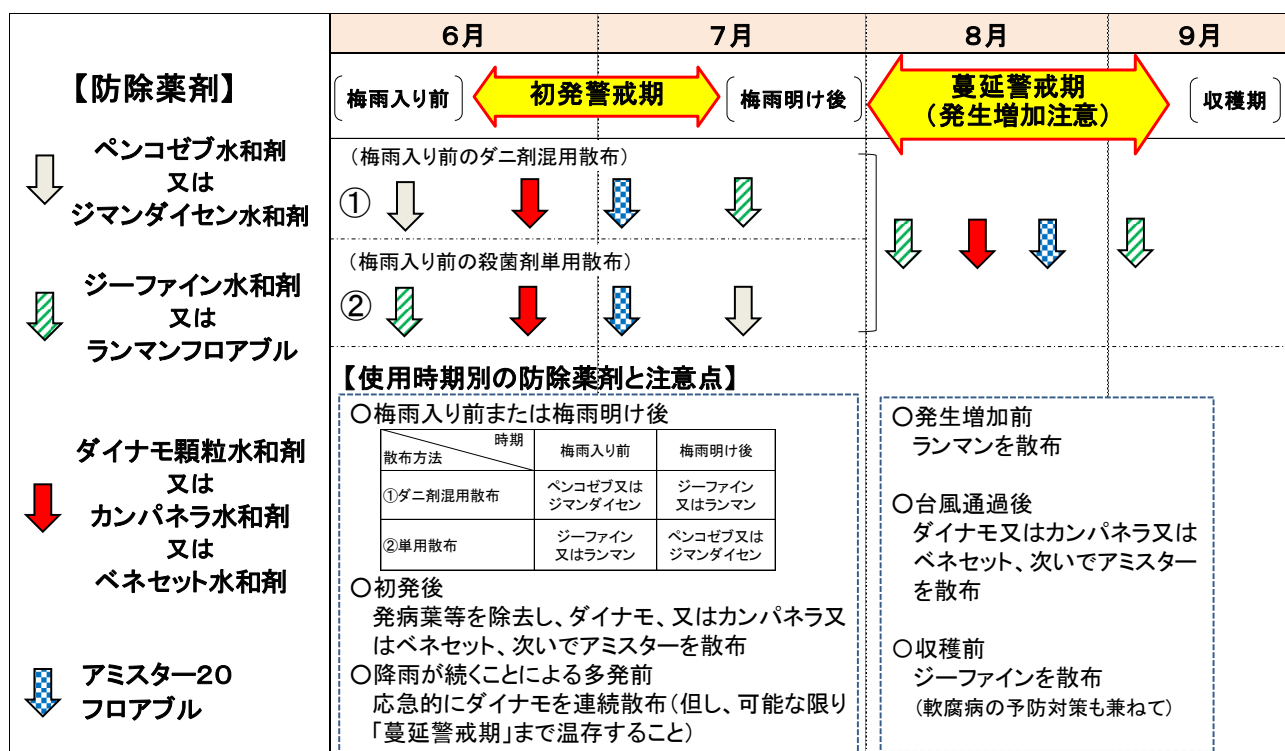 6月
7月
8月
9月
【防除薬剤】
梅雨入り前
初発警戒期
梅雨明け後
蔓延警戒期
(発生増加注意)
収穫期
ペンコゼブ水和剤
又は
ジマンダイセン水和剤
ジーファイン水和剤
又は
ランマンフロアブル
ダイナモ顆粒水和剤
又は
カンパネラ水和剤
又は
ベネセット水和剤
アミスター20
フロアブル
(梅雨入り前のダニ剤混用散布)
①
(梅雨入り前の殺菌剤単用散布)
②
【使用時期別の防除薬剤と注意点】
○梅雨入り前または梅雨明け後
時期
散布方法
梅雨入り前
梅雨明け後
①ダニ剤混用散布
ペンコゼブ又は
ジマンダイセン
ジーファイン
又はランマン
②単用散布
ジーファイン
又はランマン
ペンコゼブ又は
ジマンダイセン
○初発後
発病葉等を除去し、ダイナモ、又はカンパネラ又
はベネセット、次いでアミスターを散布
○降雨が続くことによる多発前
応急的にダイナモを連続散布(但し、可能な限り
「蔓延警戒期」まで温存すること)
○発生増加前
ランマンを散布
○台風通過後
ダイナモ又はカンパネラ又は
ベネセット、次いでアミスター
を散布
○収穫前
ジーファインを散布
(軟腐病の予防対策も兼ねて)